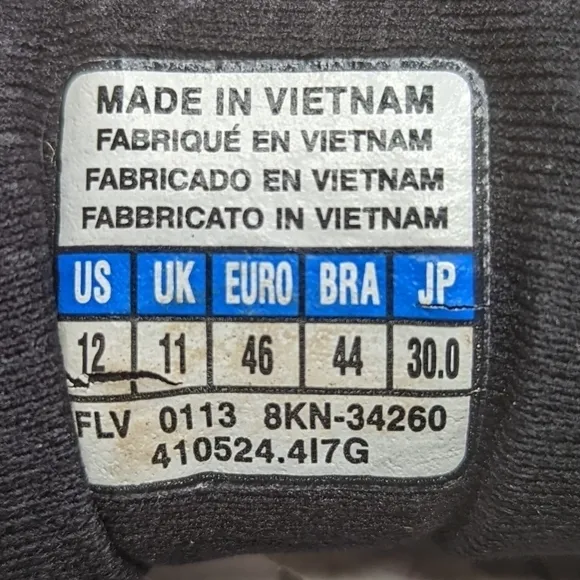 MADE IN VIETNAM
FABRIQUÉ EN VIETNAM
FABRICADO EN VIETNAM
FABBRICATO IN VIETNAM
US UK EURO BRA JP
12 11 46 44 30.0
FLV 0113 8KN-34260
410524.4I7G